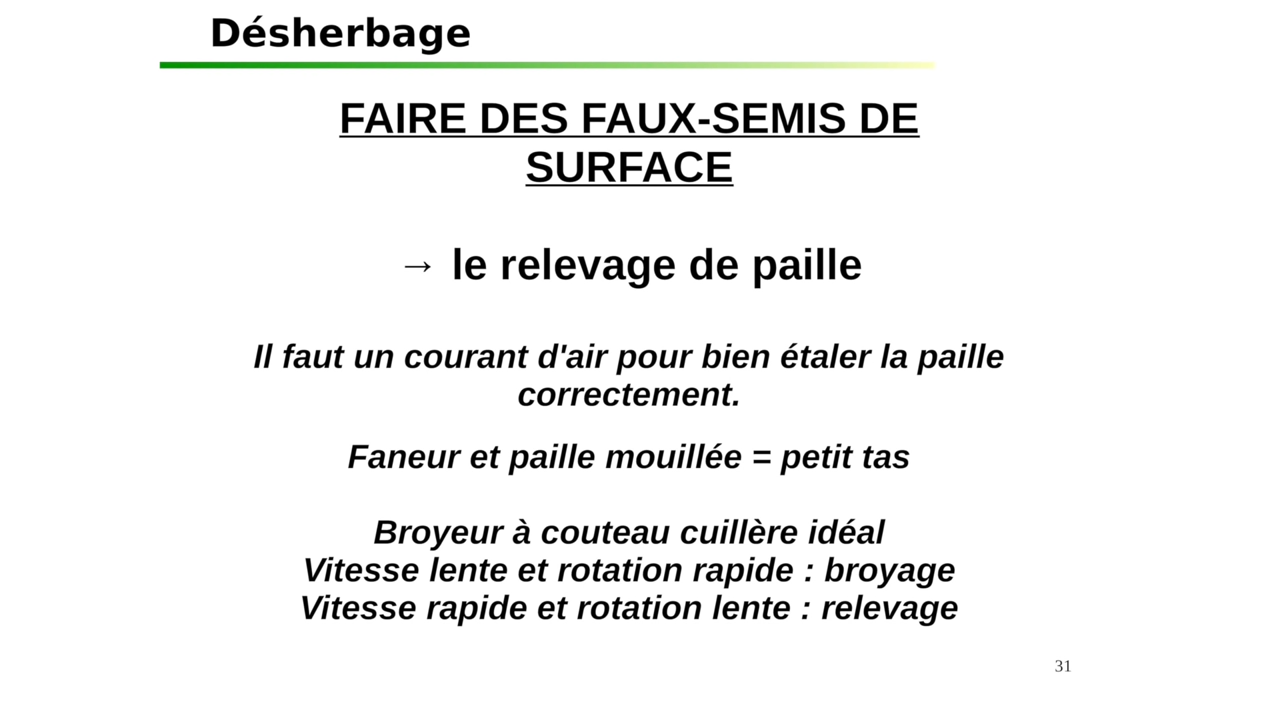 Désherbage
FAIRE DES FAUX-SEMIS DE
SURFACE
→ le relevage de paille
Il faut un courant d'air pour bien étaler la paille
correctement.
Faneur et paille mouillée = petit tas
Broyeur à couteau cuillère idéal
Vitesse lente et rotation rapide : broyage
Vitesse rapide et rotation lente : relevage
31